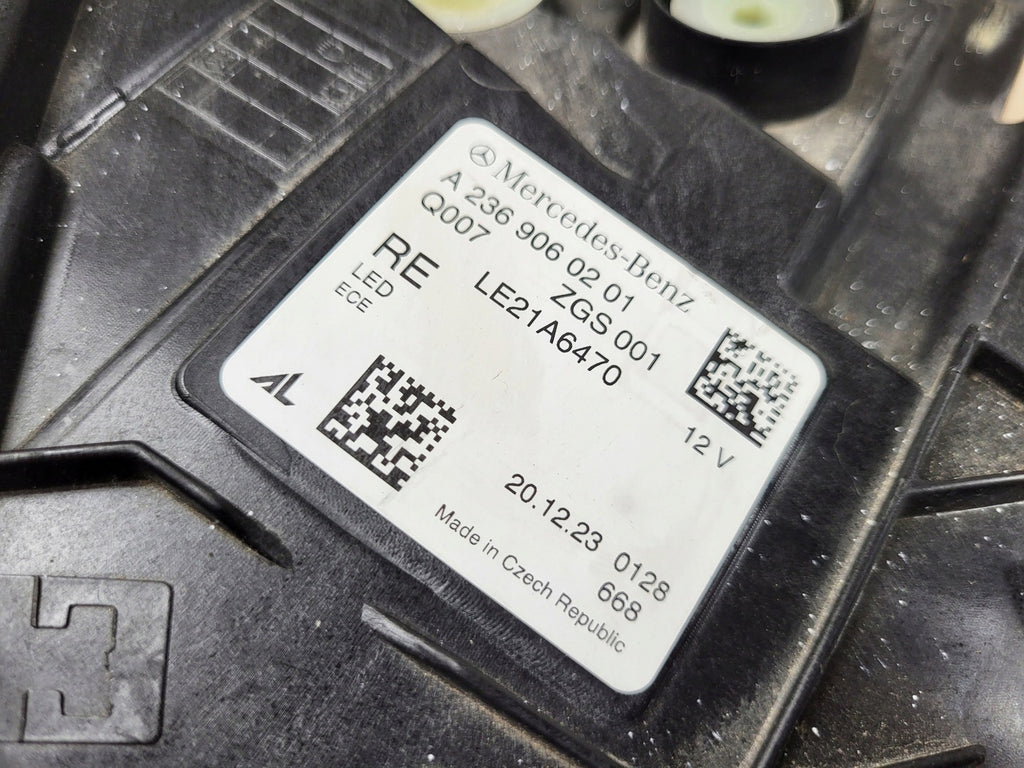 Mercedes-Benz
A 236 906 02 01
Q007 ZGS 001
RE LE21A6470
LED
ECE
AL
12 V
20.12.23 0128
668
Made in Czech Republic